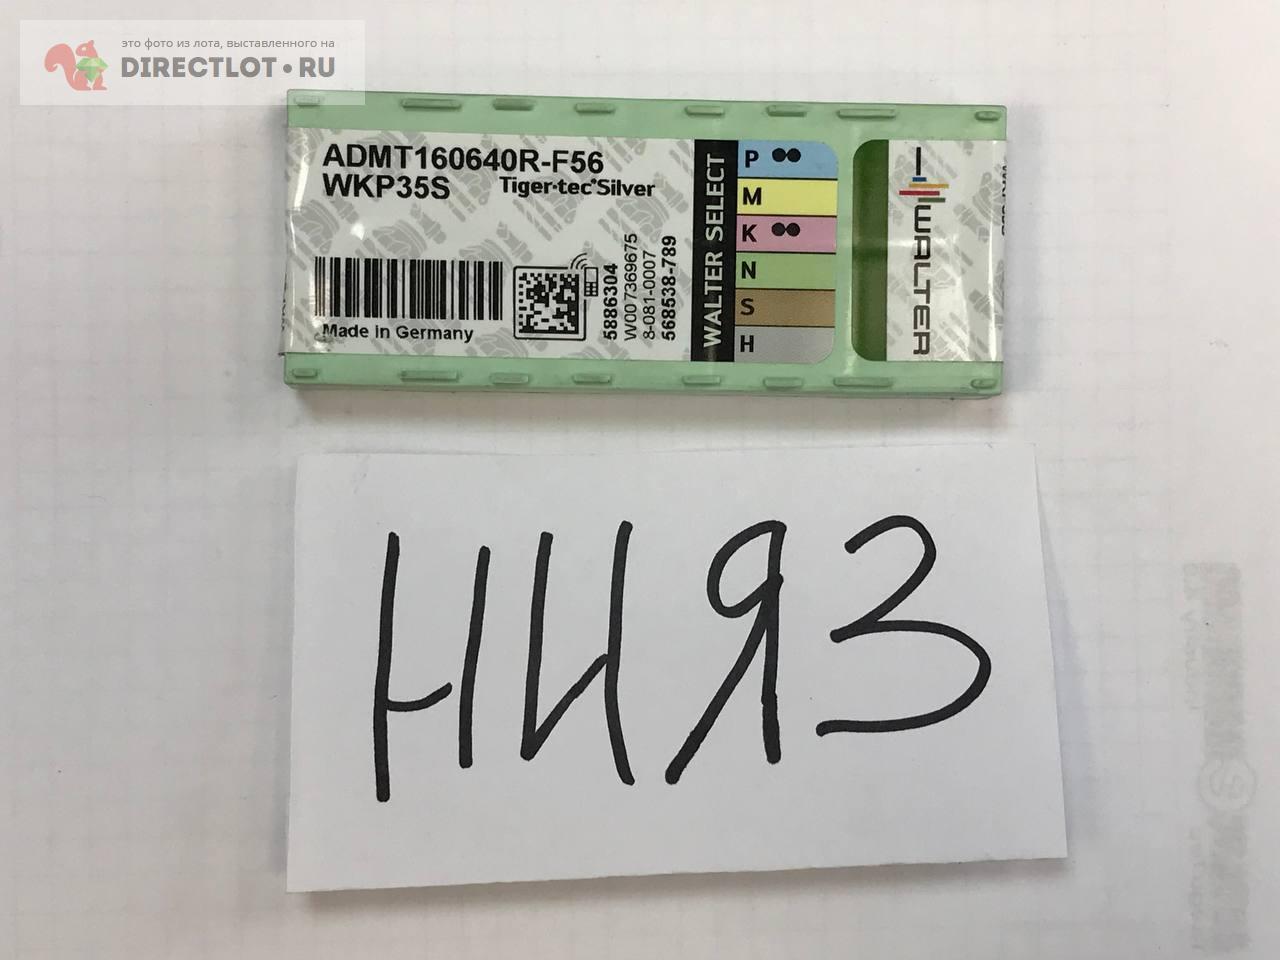 это фото из лота, выставленного на
DIRECTLOT•RU
ADMT160640R-F56
WKP35S Tiger·tec®Silver
Made in Germany
5886304
W007369675
8-081-0007
568538-789
WALTER SELECT
P
M
K
N
S
H
WALTER
НИЯЗ